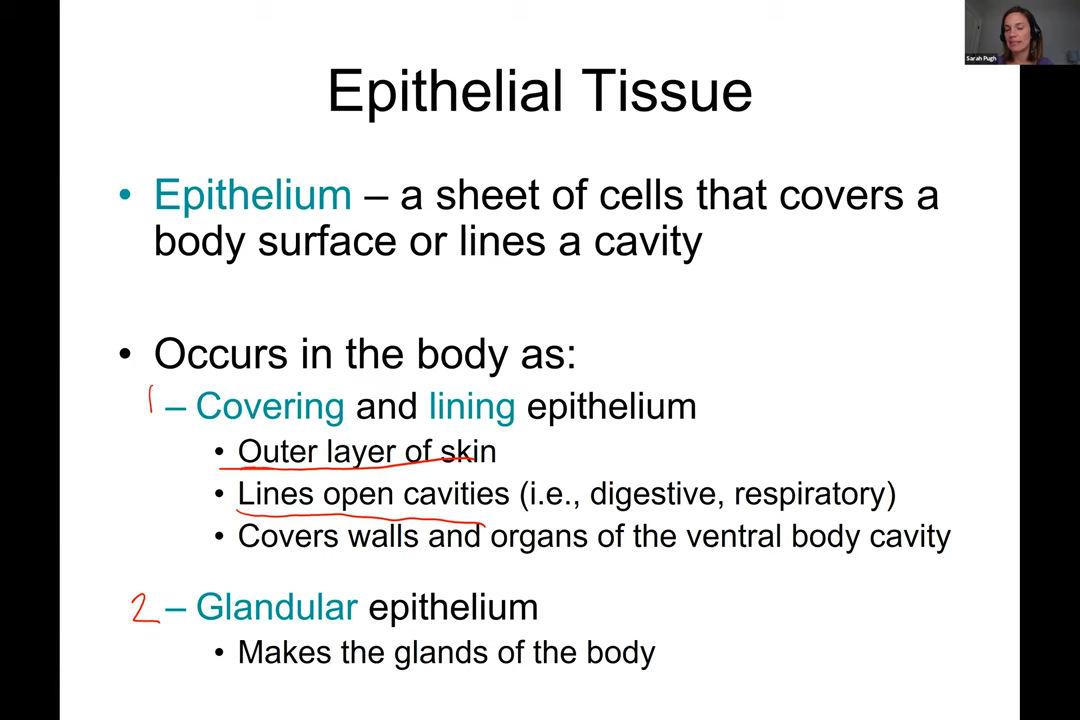 Sarah Pugh
Epithelial Tissue
• Epithelium – a sheet of cells that covers a
body surface or lines a cavity
• Occurs in the body as:
1 – Covering and lining epithelium
• Outer layer of skin
• Lines open cavities (i.e., digestive, respiratory)
• Covers walls and organs of the ventral body cavity
2 – Glandular epithelium
• Makes the glands of the body